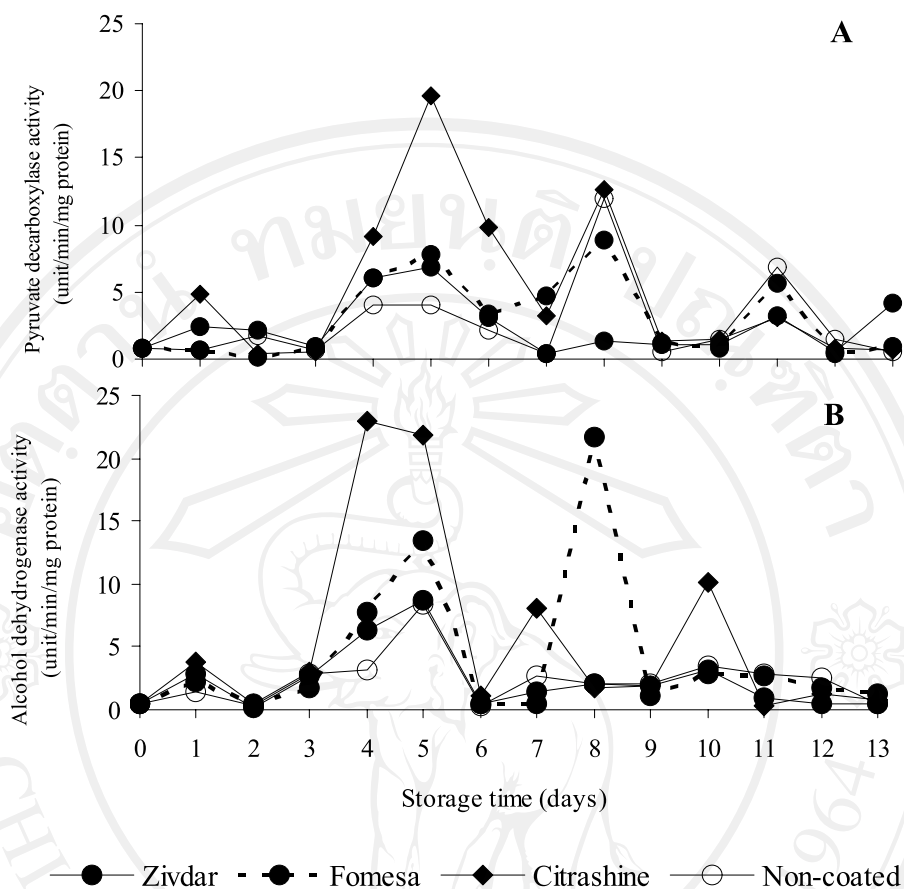 A
Pyruvate decarboxylase activity
(unit/min/mg protein)
25
20
15
10
5
0
B
Alcohol dehydrogenase activity
(unit/min/mg protein)
25
20
15
10
5
0
0 1 2 3 4 5 6 7 8 9 10 11 12 13
Storage time (days)
Zivdar Fomesa Citrashine Non-coated
964